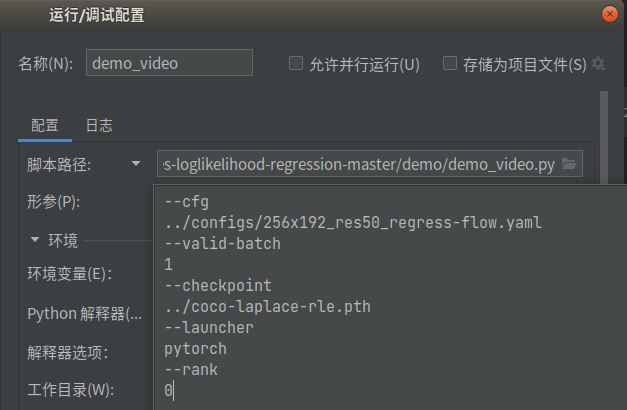 运行/调试配置
名称(N):
demo_video
允许并行运行(U)
存储为项目文件(S)
配置
日志
脚本路径:
s-loglikelihood-regression-master/demo/demo_video.py
形参(P):
--cfg
../configs/256x192_res50_regress-flow.yaml
--valid-batch
1
--checkpoint
../coco-laplace-rle.pth
--launcher
pytorch
--rank
0
环境
环境变量(E):
Python 解释器(...
解释器选项:
工作目录(W):